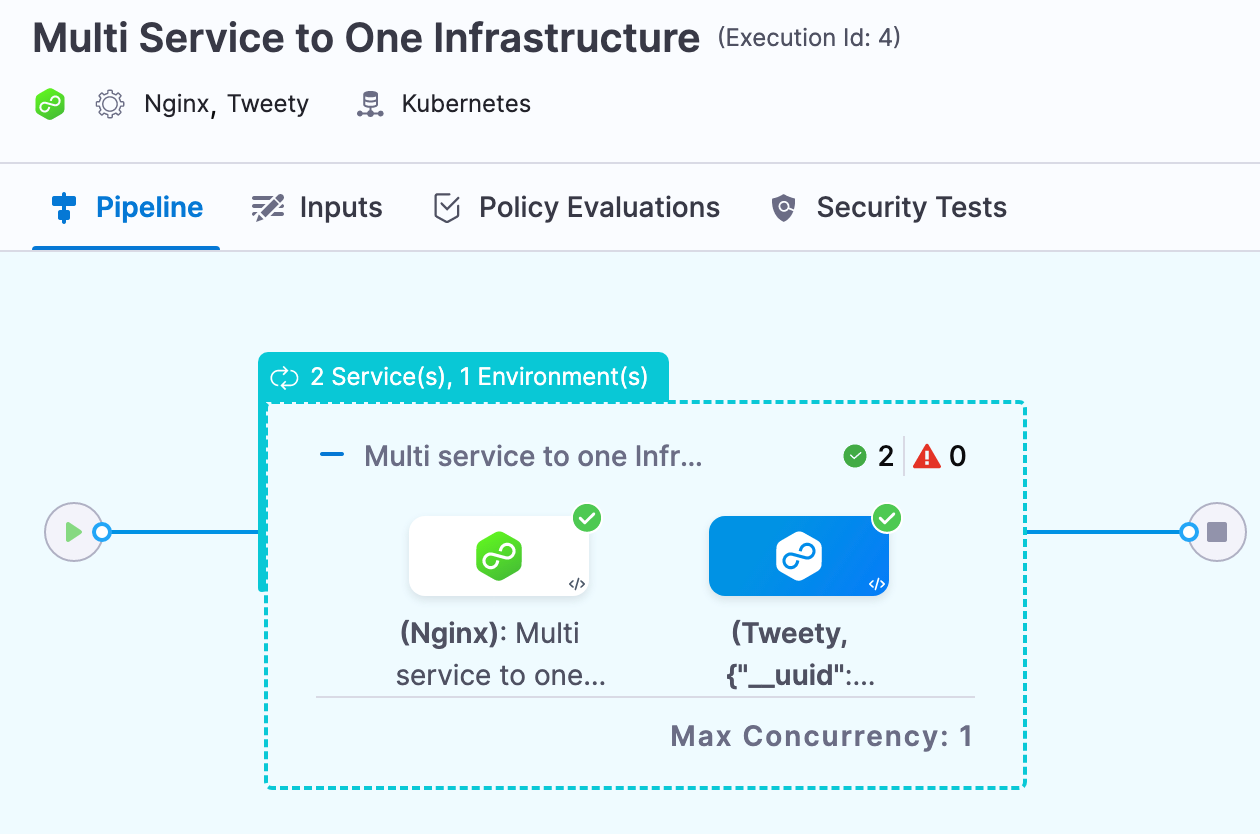 Multi Service to One Infrastructure (Execution Id: 4)
Nginx, Tweety Kubernetes
Pipeline Inputs Policy Evaluations Security Tests
2 Service(s), 1 Environment(s)
Multi service to one Infr... 2 0
</>
</>
(Nginx): Multi
service to one...
(Tweety,
{"__uuid":...
Max Concurrency: 1